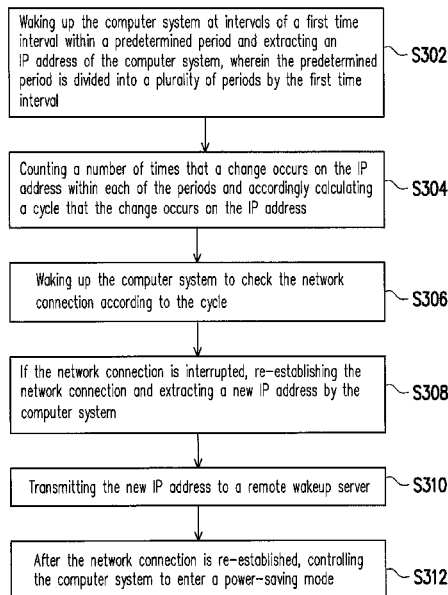 Waking up the computer system at intervals of a first time
interval within a predetermined period and extracting an
IP address of the computer system, wherein the predetermined
period is divided into a plurality of periods by the first time
interval
S302
Counting a number of times that a change occurs on the IP
address within each of the periods and accordingly calculating
a cycle that the change occurs on the IP address
S304
Waking up the computer system to check the network
connection according to the cycle
S306
If the network connection is interrupted, re-establishing the
network connection and extracting a new IP address by the
computer system
S308
Transmitting the new IP address to a remote wakeup server
S310
After the network connection is re-established, controlling
the computer system to enter a power-saving mode
S312